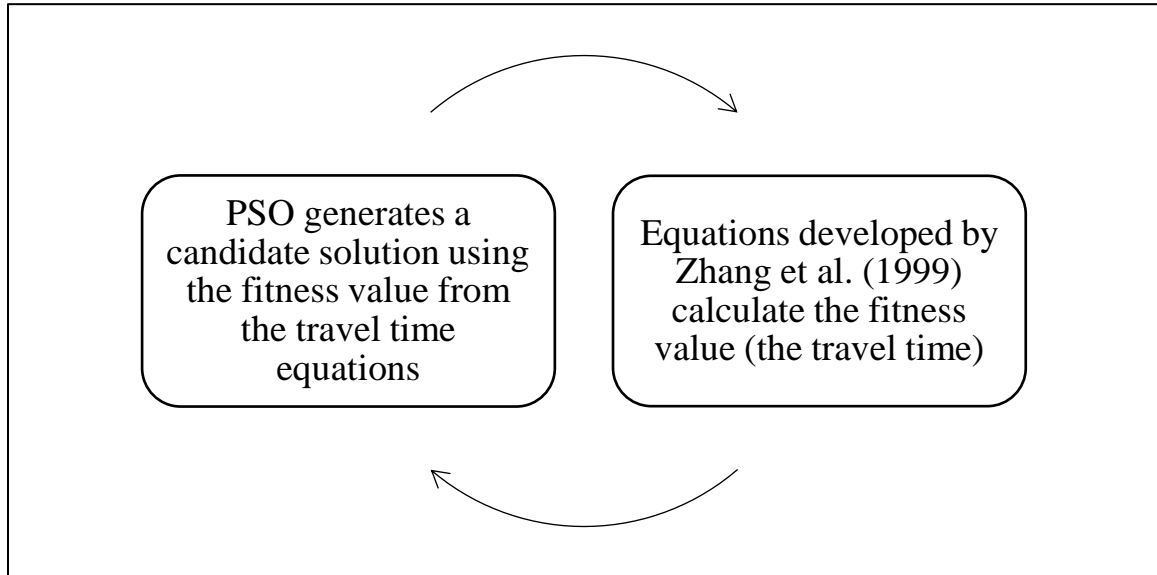 PSO generates a
candidate solution using
the fitness value from
the travel time
equations
Equations developed by
Zhang et al. (1999)
calculate the fitness
value (the travel time)